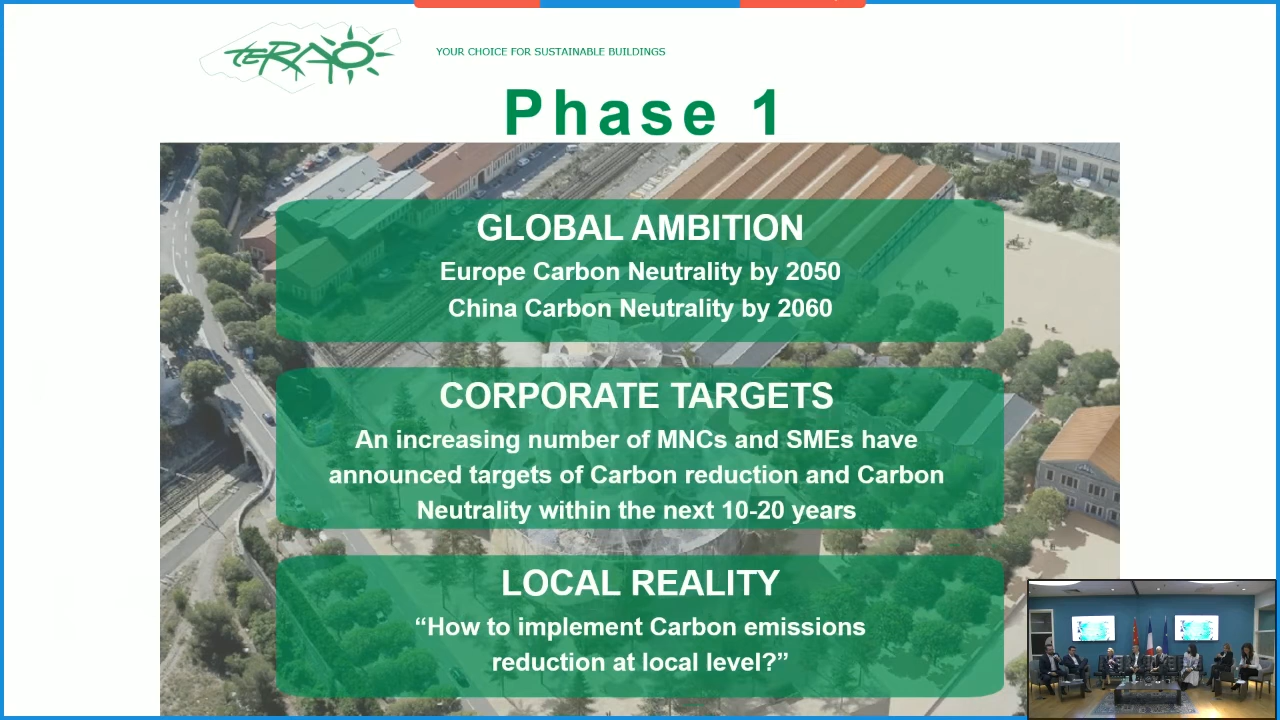 teRAO
YOUR CHOICE FOR SUSTAINABLE BUILDINGS
Phase 1
GLOBAL AMBITION
Europe Carbon Neutrality by 2050
China Carbon Neutrality by 2060
CORPORATE TARGETS
An increasing number of MNCs and SMEs have
announced targets of Carbon reduction and Carbon
Neutrality within the next 10-20 years
LOCAL REALITY
“How to implement Carbon emissions
reduction at local level?”